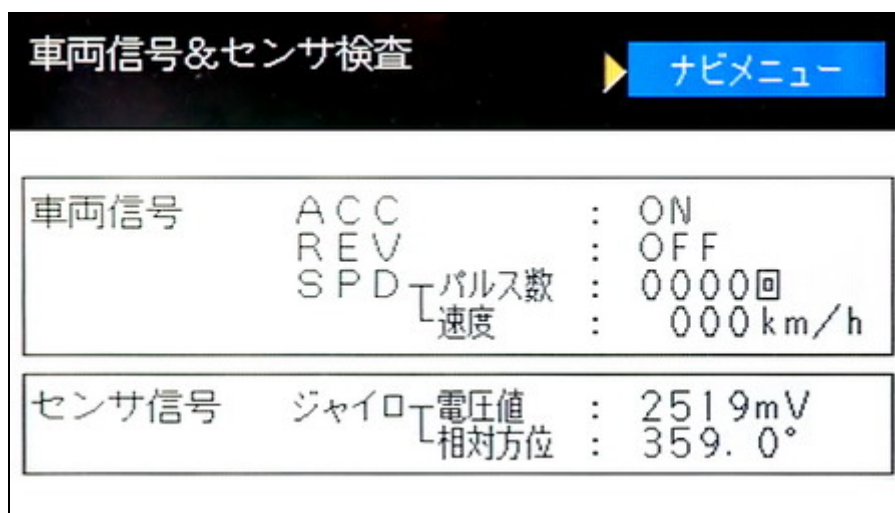 車両信号&センサ検査
ナビメニュー
車両信号 ACC : ON
REV : OFF
SPD パルス数 : 0000回
速度 : 000km/h
センサ信号 ジャイロ 電圧値 : 2519mV
相対方位 : 359.0°